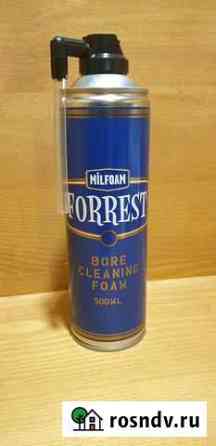 MILFOAM
FORREST
BORE
CLEANING
FOAM
500ML
rosndv.ru